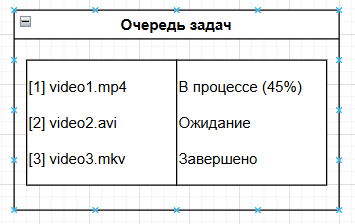 Очередь задач
[1] video1.mp4 В процессе (45%)
[2] video2.avi Ожидание
[3] video3.mkv Завершено